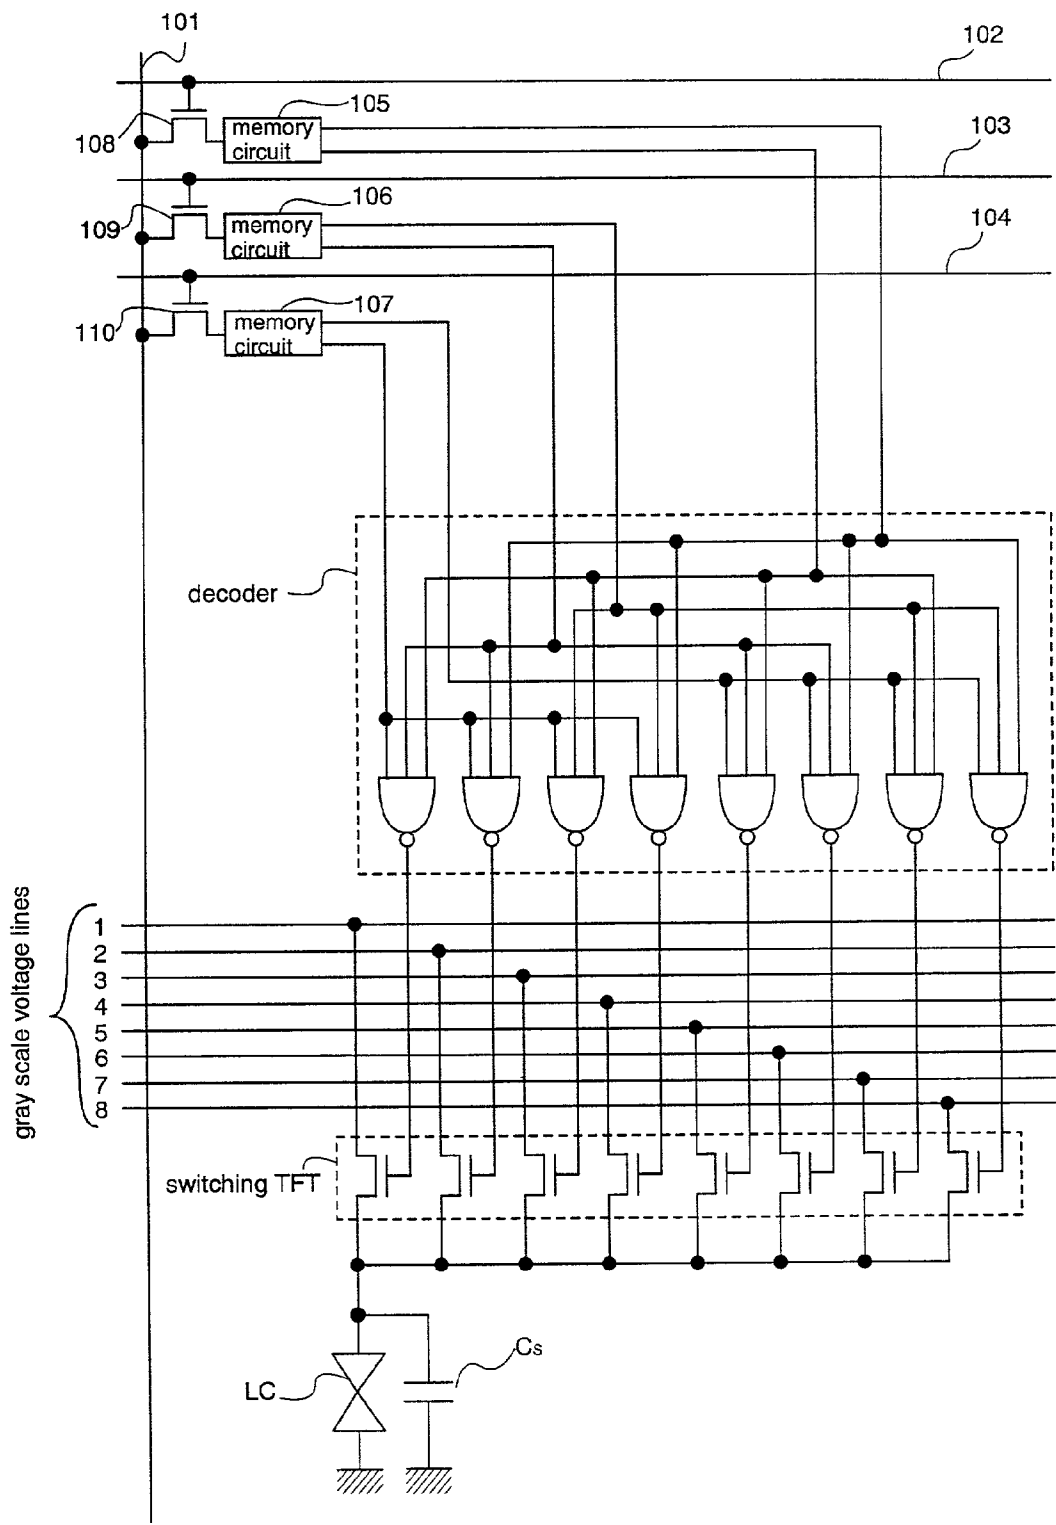 101
102
105
memory
circuit
108
103
106
memory
circuit
109
104
107
memory
circuit
110
decoder
gray scale voltage lines
1
2
3
4
5
6
7
8
switching TFT
LC
Cs